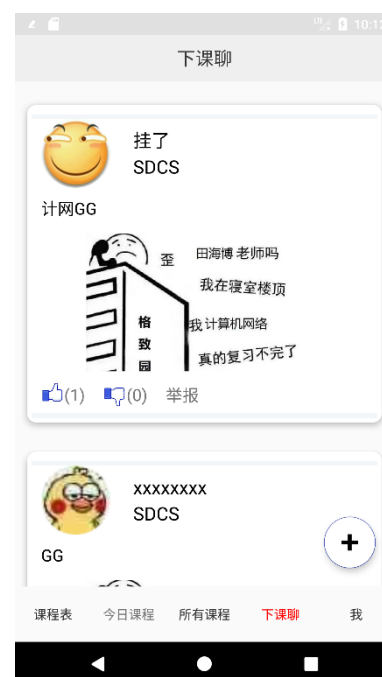 10:12
下课聊
挂了
SDCS
计网GG
歪
田海博 老师吗
我在寝室楼顶
我 计算机网络
真的复习不完了
格
致
园
(1)
(0)
举报
xxxxxxxx
SDCS
GG
+
课程表
今日课程
所有课程
下课聊
我